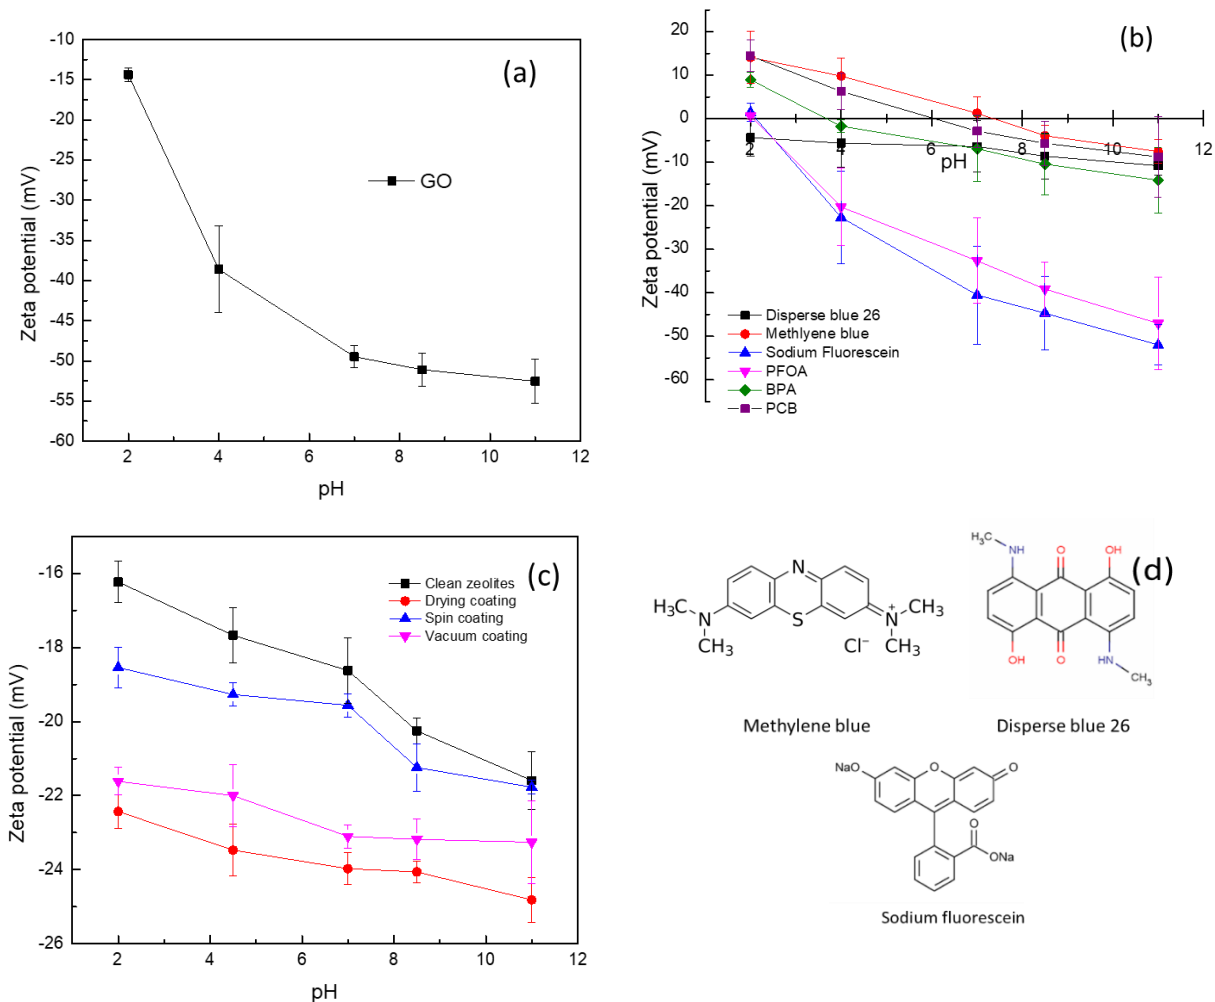 (a)
-10
-15
-20
-25
-30
-35
-40
-45
-50
-55
-60
Zeta potential (mV)
GO
2 4 6 8 10 12
pH
(b)
20
10
0
-10
-20
-30
-40
-50
-60
Zeta potential (mV)
2 4 6 8 10 12
pH
Disperse blue 26
Methlyene blue
Sodium Fluorescein
PFOA
BPA
PCB
(c)
-16
-18
-20
-22
-24
-26
Zeta potential (mV)
Clean zeolites
Drying coating
Spin coating
Vacuum coating
2 4 6 8 10 12
pH
(d)
N
H₃C N S N⁺ CH₃
CH₃ Cl⁻ CH₃
Methylene blue
H₃C NH O OH
OH O HN CH₃
Disperse blue 26
NaO O O
O
ONa
Sodium fluorescein